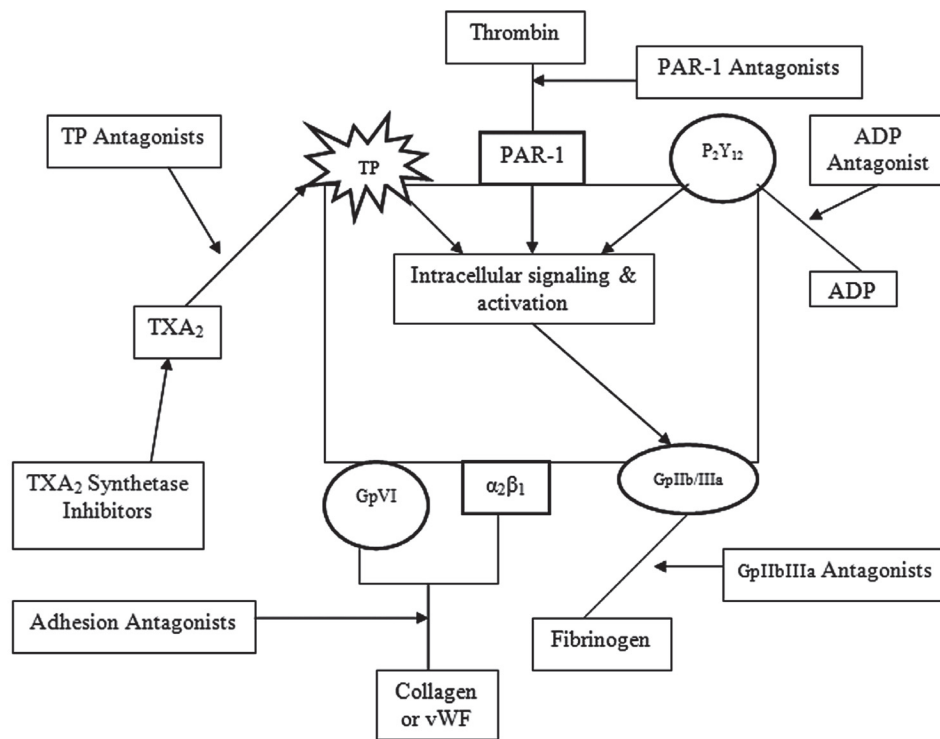 Thrombin
PAR-1 Antagonists
TP Antagonists
TP
PAR-1
P₂Y₁₂
ADP
Antagonist
Intracellular signaling &
activation
ADP
TXA₂
TXA₂ Synthetase
Inhibitors
GpVI
α₂β₁
GpIIb/IIIa
GpIIbIIIa Antagonists
Adhesion Antagonists
Fibrinogen
Collagen
or vWF